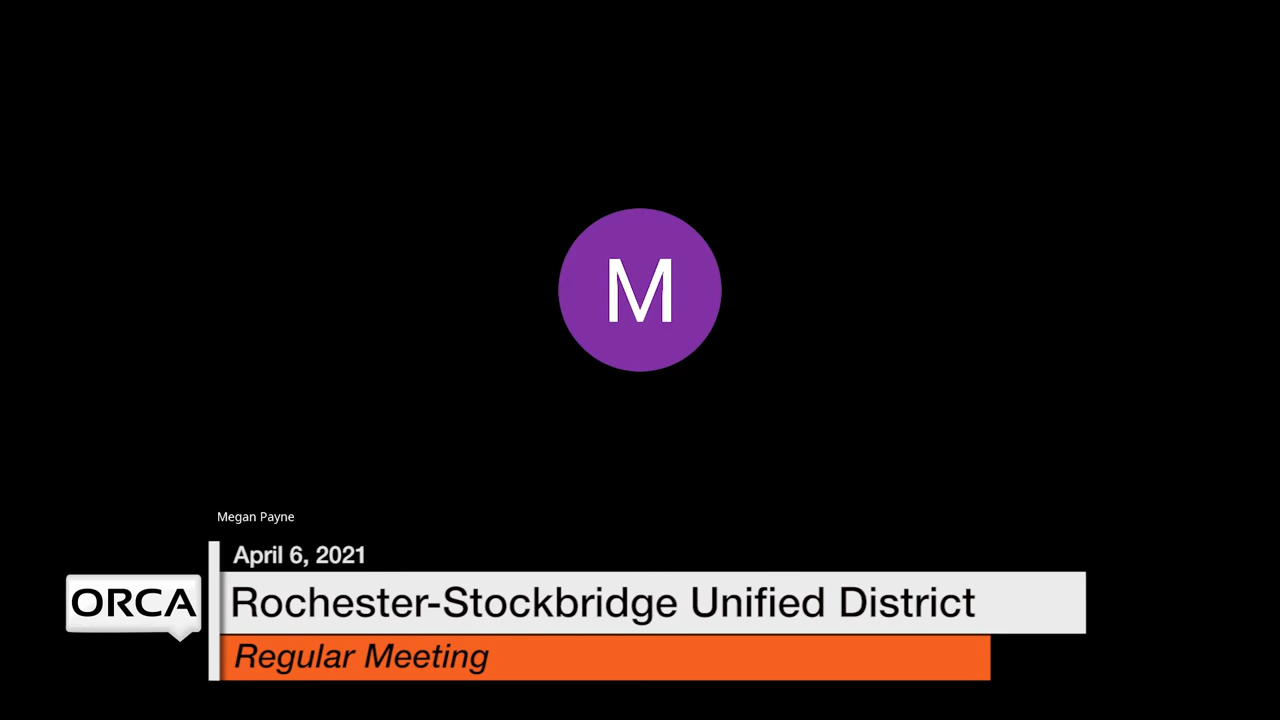 M
Megan Payne
April 6, 2021
ORCA
Rochester-Stockbridge Unified District
Regular Meeting